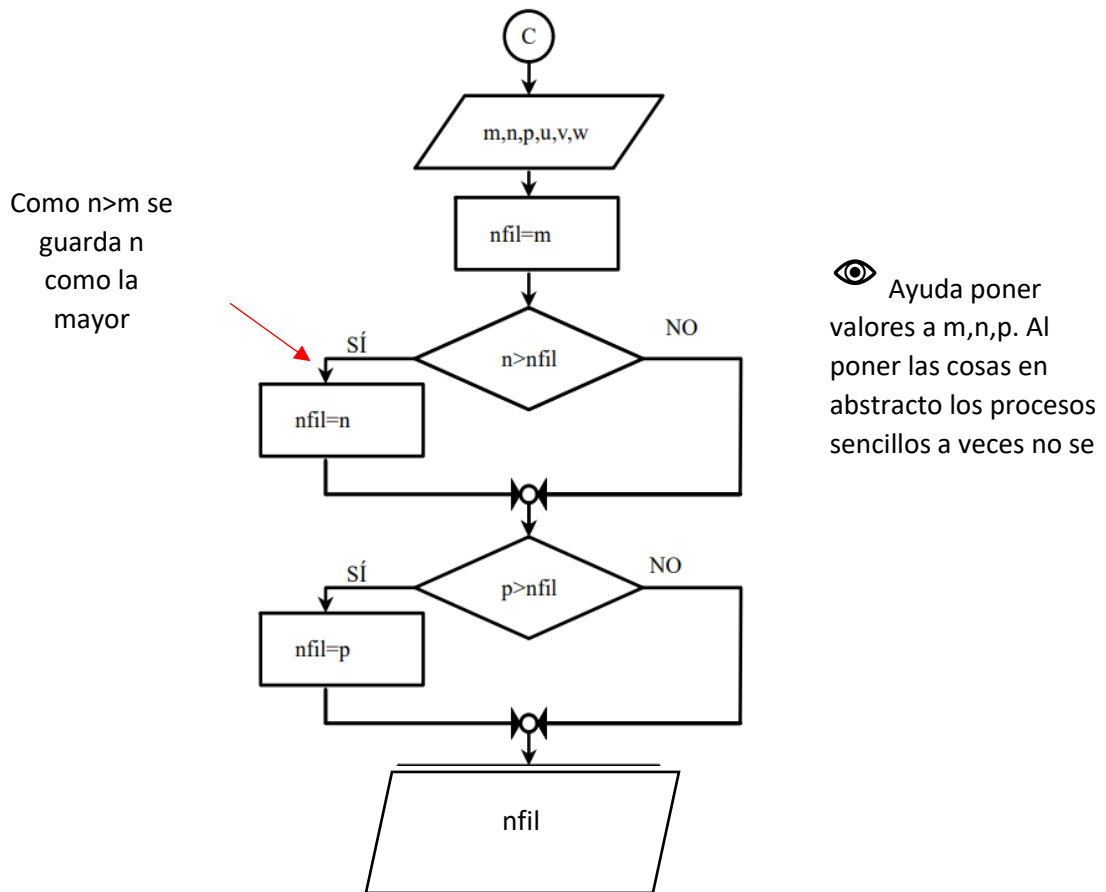 C
m,n,p,u,v,w
nfil=m
Como n>m se
guarda n
como la
mayor
Ayuda poner
valores a m,n,p. Al
poner las cosas en
abstracto los procesos
sencillos a veces no se
n>nfil
SÍ
NO
nfil=n
p>nfil
SÍ
NO
nfil=p
nfil